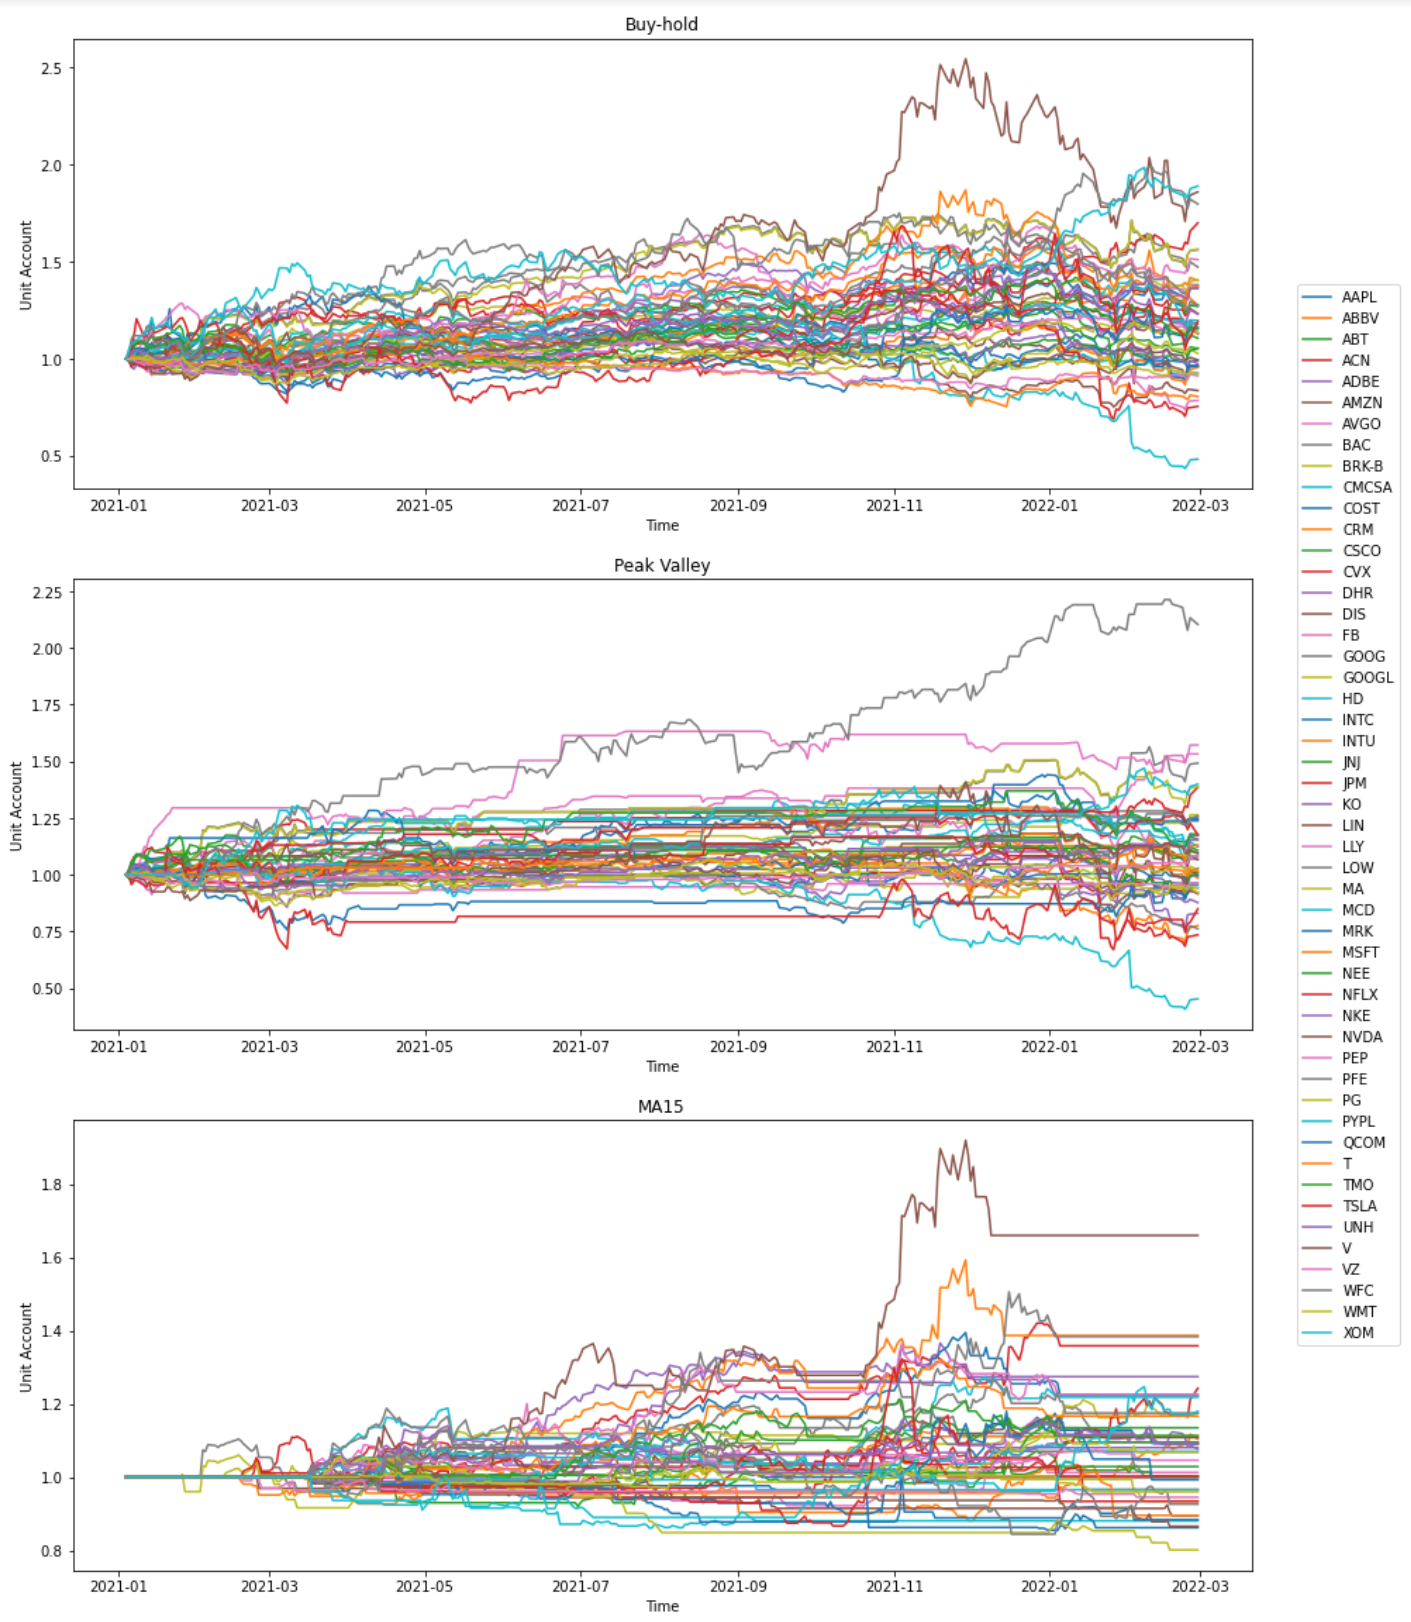 Buy-hold
2.5
2.0
1.5
1.0
0.5
Unit Account
2021-01 2021-03 2021-05 2021-07 2021-09 2021-11 2022-01 2022-03
Time
Peak Valley
2.25
2.00
1.75
1.50
1.25
1.00
0.75
0.50
Unit Account
2021-01 2021-03 2021-05 2021-07 2021-09 2021-11 2022-01 2022-03
Time
MA15
1.8
1.6
1.4
1.2
1.0
0.8
Unit Account
2021-01 2021-03 2021-05 2021-07 2021-09 2021-11 2022-01 2022-03
Time
AAPL
ABBV
ABT
ACN
ADBE
AMZN
AVGO
BAC
BRK-B
CMCSA
COST
CRM
CSCO
CVX
DHR
DIS
FB
GOOG
GOOGL
HD
INTC
INTU
JNJ
JPM
KO
LIN
LLY
LOW
MA
MCD
MRK
MSFT
NEE
NFLX
NKE
NVDA
PEP
PFE
PG
PYPL
QCOM
T
TMO
TSLA
UNH
V
VZ
WFC
WMT
XOM